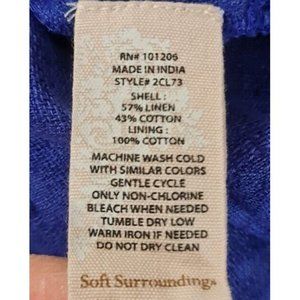 RN# 101206
MADE IN INDIA
STYLE# 2CL73
SHELL:
57% LINEN
43% COTTON
LINING:
100% COTTON
MACHINE WASH COLD
WITH SIMILAR COLORS
GENTLE CYCLE
ONLY NON-CHLORINE
BLEACH WHEN NEEDED
TUMBLE DRY LOW
WARM IRON IF NEEDED
DO NOT DRY CLEAN
Soft Surroundings